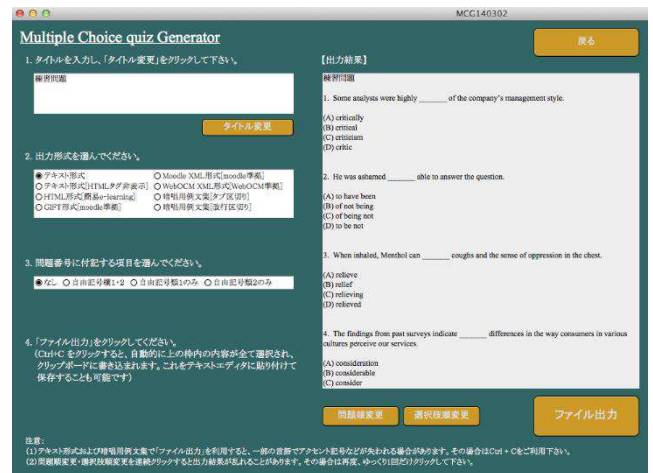 MCG140302
Multiple Choice quiz Generator
戻る
1. タイトルを入力し、「タイトル変更」をクリックして下さい。
練習問題
タイトル変更
2. 出力形式を選んでください。
テキスト形式
Moodle XML形式[moodle準拠]
テキスト形式[HTMLタグ非表示]
WebOCM XML形式[WebOCM準拠]
HTML形式[簡易e-learning]
暗唱用例文集[タブ区切り]
GIFT形式[moodle準拠]
暗唱用例文集[改行区切り]
3. 問題番号に付記する項目を選んでください。
なし 自由記号欄1・2 自由記号類1のみ 自由記号類2のみ
4. 「ファイル出力」をクリックしてください。
(Ctrl+C をクリックすると、自動的に上の枠内の内容が全て選択され、
クリップボードに書き込まれます。これをテキストエディタに貼り付けて
保存することも可能です)
【出力結果】
練習問題
1. Some analysts were highly _______ of the company's management style.
(A) critically
(B) critical
(C) criticism
(D) critic
2. He was ashamed _______ able to answer the question.
(A) to have been
(B) of not being
(C) of being not
(D) to be not
3. When inhaled, Menthol can _______ coughs and the sense of oppression in the chest.
(A) relieve
(B) relief
(C) relieving
(D) relieved
4. The findings from past surveys indicate _______ differences in the way consumers in various
cultures perceive our services.
(A) consideration
(B) considerable
(C) consider
問題順変更
選択肢順変更
ファイル出力
注意:
(1)テキスト形式および暗唱用例文集で「ファイル出力」を利用すると、一部の言語でアクセント記号などが失われる場合があります。その場合はCtrl + Cをご利用下さい。
(2)問題順変更・選択肢順変更を連続クリックすると出力結果が乱れることがあります。その場合は再度、ゆっくり1回だけクリックして下さい。